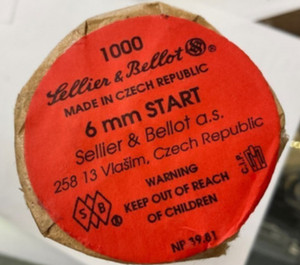 1000
Sellier & Bellot ®
MADE IN CZECH REPUBLIC
6 mm START
Sellier & Bellot a.s.
258 13 Vlašim, Czech Republic
WARNING
KEEP OUT OF REACH
OF CHILDREN
S B ®
NP 39.01